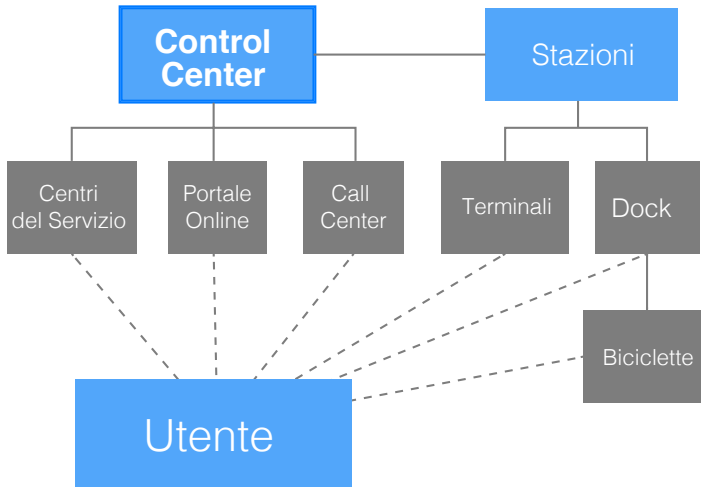 Control
Center
Stazioni
Centri
del Servizio
Portale
Online
Call
Center
Terminali
Dock
Biciclette
Utente